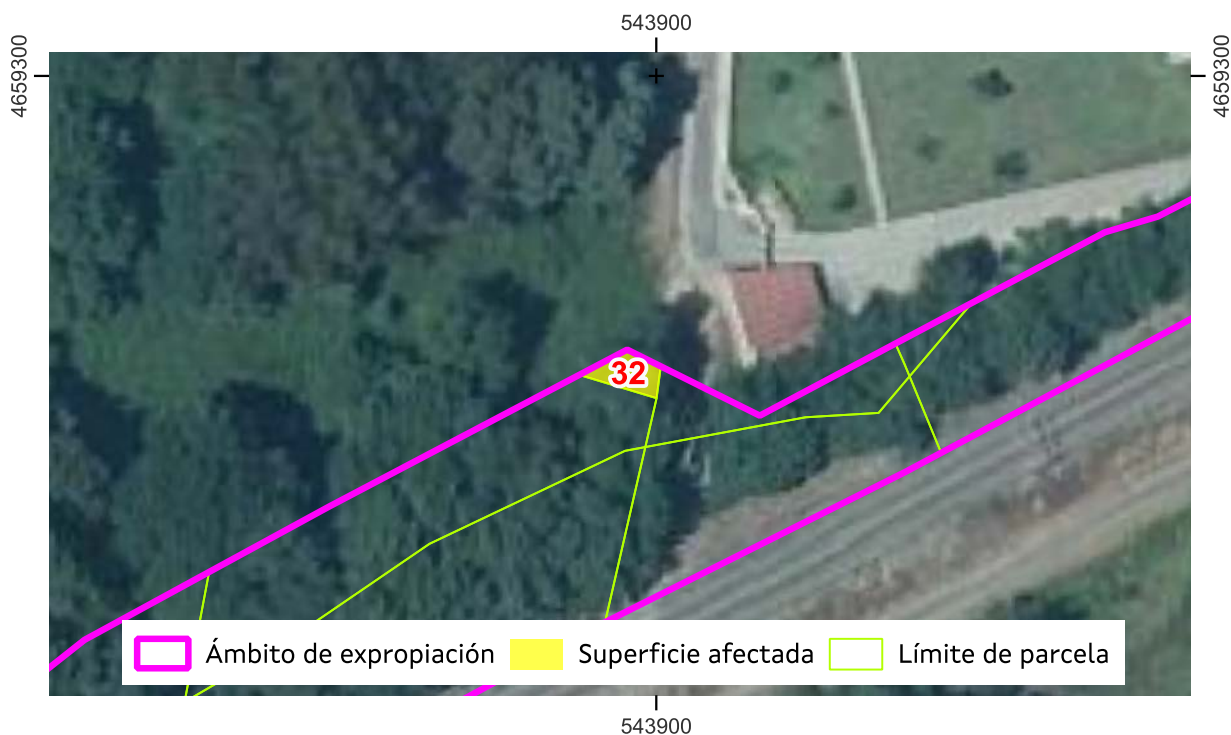 543900
4659300
4659300
32
Ámbito de expropiación
Superficie afectada
Límite de parcela
543900